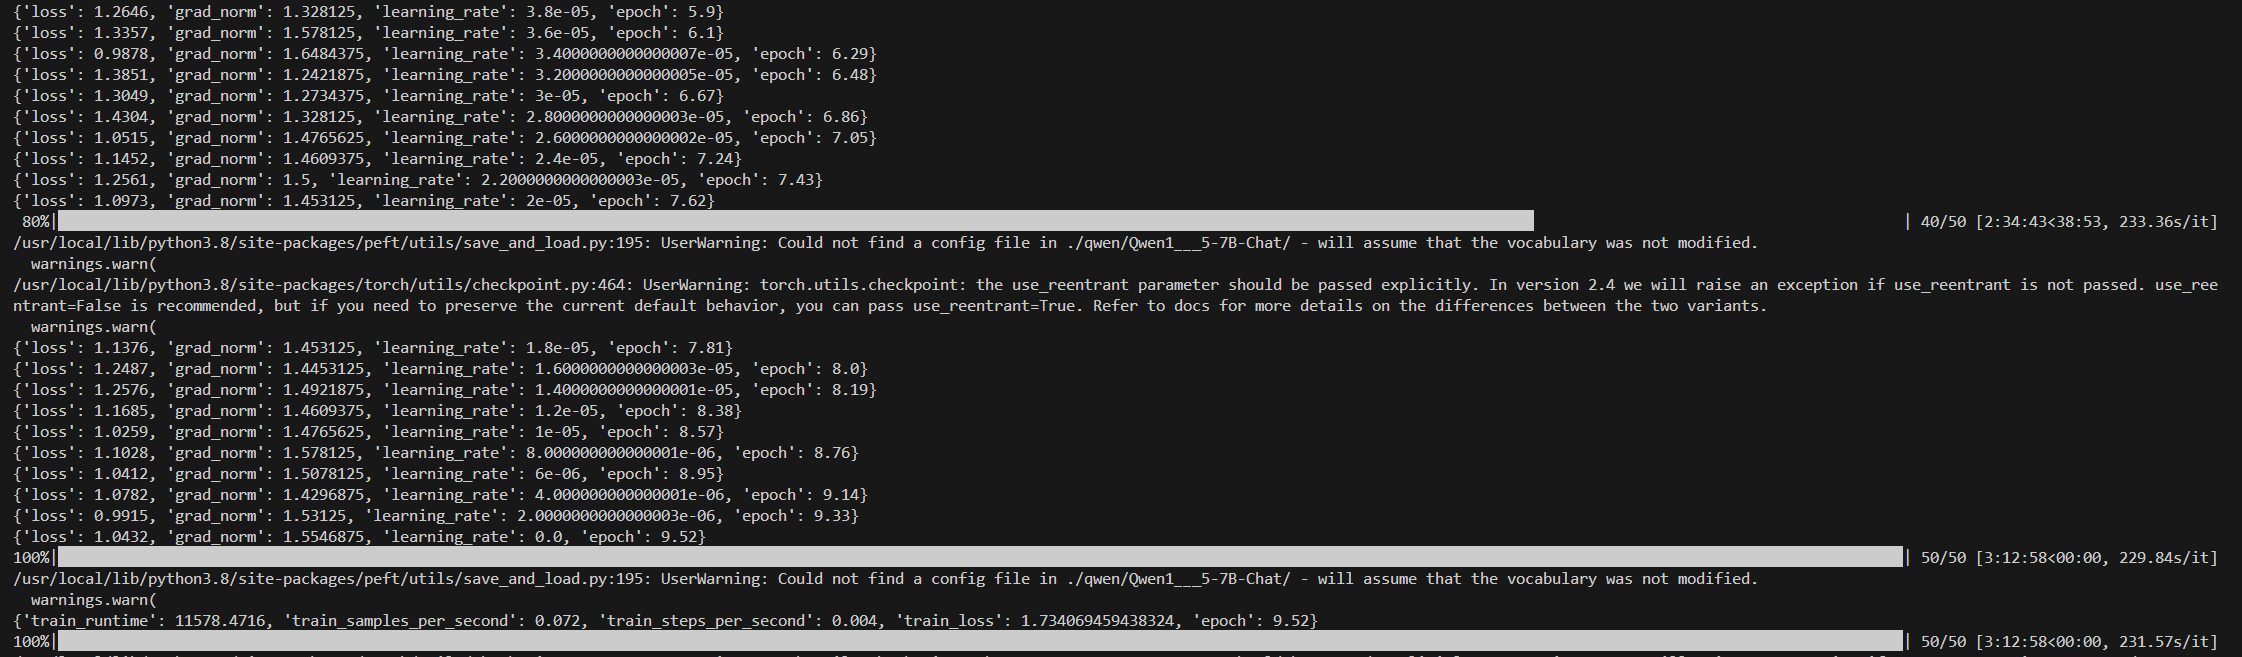 {'loss': 1.2646, 'grad_norm': 1.328125, 'learning_rate': 3.8e-05, 'epoch': 5.9}
{'loss': 1.3357, 'grad_norm': 1.578125, 'learning_rate': 3.6e-05, 'epoch': 6.1}
{'loss': 0.9878, 'grad_norm': 1.6484375, 'learning_rate': 3.4000000000000007e-05, 'epoch': 6.29}
{'loss': 1.3851, 'grad_norm': 1.2421875, 'learning_rate': 3.2000000000000005e-05, 'epoch': 6.48}
{'loss': 1.3049, 'grad_norm': 1.2734375, 'learning_rate': 3e-05, 'epoch': 6.67}
{'loss': 1.4304, 'grad_norm': 1.328125, 'learning_rate': 2.8000000000000003e-05, 'epoch': 6.86}
{'loss': 1.0515, 'grad_norm': 1.4765625, 'learning_rate': 2.6000000000000002e-05, 'epoch': 7.05}
{'loss': 1.1452, 'grad_norm': 1.4609375, 'learning_rate': 2.4e-05, 'epoch': 7.24}
{'loss': 1.2561, 'grad_norm': 1.5, 'learning_rate': 2.2000000000000003e-05, 'epoch': 7.43}
{'loss': 1.0973, 'grad_norm': 1.453125, 'learning_rate': 2e-05, 'epoch': 7.62}
80%| | 40/50 [2:34:43<38:53, 233.36s/it]
/usr/local/lib/python3.8/site-packages/peft/utils/save_and_load.py:195: UserWarning: Could not find a config file in ./qwen/Qwen1___5-7B-Chat/ - will assume that the vocabulary was not modified.
warnings.warn(
/usr/local/lib/python3.8/site-packages/torch/utils/checkpoint.py:464: UserWarning: torch.utils.checkpoint: the use_reentrant parameter should be passed explicitly. In version 2.4 we will raise an exception if use_reentrant is not passed. use_ree
ntrant=False is recommended, but if you need to preserve the current default behavior, you can pass use_reentrant=True. Refer to docs for more details on the differences between the two variants.
warnings.warn(
{'loss': 1.1376, 'grad_norm': 1.453125, 'learning_rate': 1.8e-05, 'epoch': 7.81}
{'loss': 1.2487, 'grad_norm': 1.4453125, 'learning_rate': 1.6000000000000003e-05, 'epoch': 8.0}
{'loss': 1.2576, 'grad_norm': 1.4921875, 'learning_rate': 1.4000000000000001e-05, 'epoch': 8.19}
{'loss': 1.1685, 'grad_norm': 1.4609375, 'learning_rate': 1.2e-05, 'epoch': 8.38}
{'loss': 1.0259, 'grad_norm': 1.4765625, 'learning_rate': 1e-05, 'epoch': 8.57}
{'loss': 1.1028, 'grad_norm': 1.578125, 'learning_rate': 8.000000000000001e-06, 'epoch': 8.76}
{'loss': 1.0412, 'grad_norm': 1.5078125, 'learning_rate': 6e-06, 'epoch': 8.95}
{'loss': 1.0782, 'grad_norm': 1.4296875, 'learning_rate': 4.000000000000001e-06, 'epoch': 9.14}
{'loss': 0.9915, 'grad_norm': 1.53125, 'learning_rate': 2.0000000000000003e-06, 'epoch': 9.33}
{'loss': 1.0432, 'grad_norm': 1.5546875, 'learning_rate': 0.0, 'epoch': 9.52}
100%| | 50/50 [3:12:58<00:00, 229.84s/it]
/usr/local/lib/python3.8/site-packages/peft/utils/save_and_load.py:195: UserWarning: Could not find a config file in ./qwen/Qwen1___5-7B-Chat/ - will assume that the vocabulary was not modified.
warnings.warn(
{'train_runtime': 11578.4716, 'train_samples_per_second': 0.072, 'train_steps_per_second': 0.004, 'train_loss': 1.734069459438324, 'epoch': 9.52}
100%| | 50/50 [3:12:58<00:00, 231.57s/it]